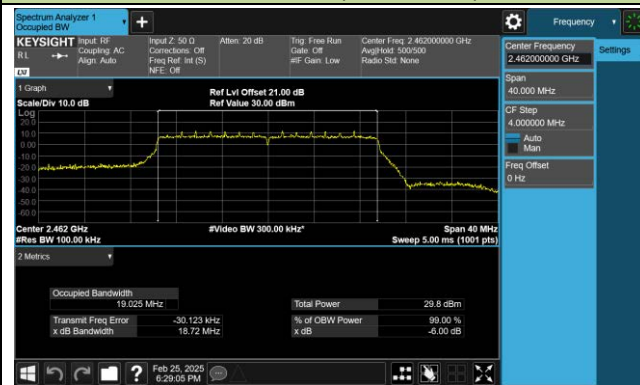 Spectrum Analyzer 1
Occupied BW
+
Frequency
KEYSIGHT
RL
LXI
Input: RF
Coupling: AC
Align: Auto
Input Z: 50 Ω
Corrections: Off
Freq Ref: Int (S)
NFE: Off
Atten: 20 dB
Trig: Free Run
Gate: Off
#IF Gain: Low
Center Freq: 2.462000000 GHz
Avg|Hold: 500/500
Radio Std: None
Center Frequency
2.462000000 GHz
Settings
Span
40.000 MHz
CF Step
4.000000 MHz
Auto
Man
Freq Offset
0 Hz
1 Graph
Scale/Div 10.0 dB
Ref Lvl Offset 21.00 dB
Ref Value 30.00 dBm
Log
20.0
10.0
0.00
-10.0
-20.0
-30.0
-40.0
-50.0
-60.0
Center 2.462 GHz
#Res BW 100.00 kHz
#Video BW 300.00 kHz*
Span 40 MHz
Sweep 5.00 ms (1001 pts)
2 Metrics
Occupied Bandwidth
19.025 MHz
Total Power 29.8 dBm
Transmit Freq Error -30.123 kHz
% of OBW Power 99.00 %
x dB Bandwidth 18.72 MHz
x dB -6.00 dB
?
Feb 25, 2025
6:29:05 PM